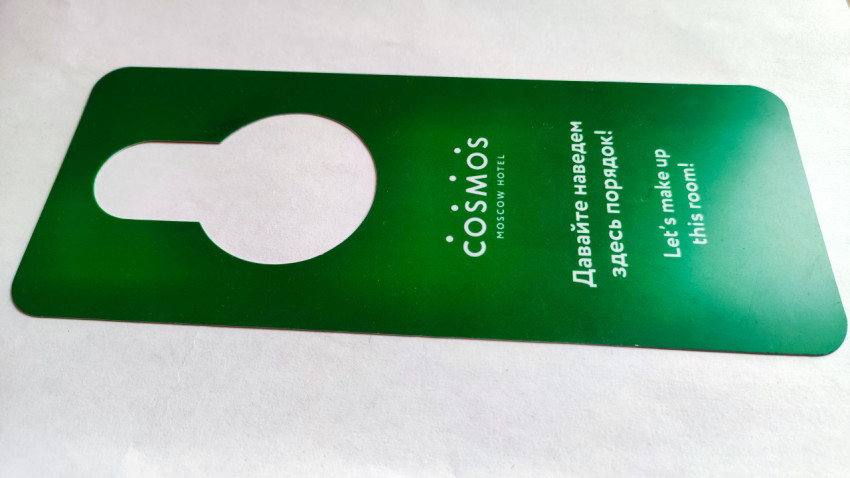 COSMOS
MOSCOW HOTEL
Давайте наведем
здесь порядок!
Let's make up
this room!